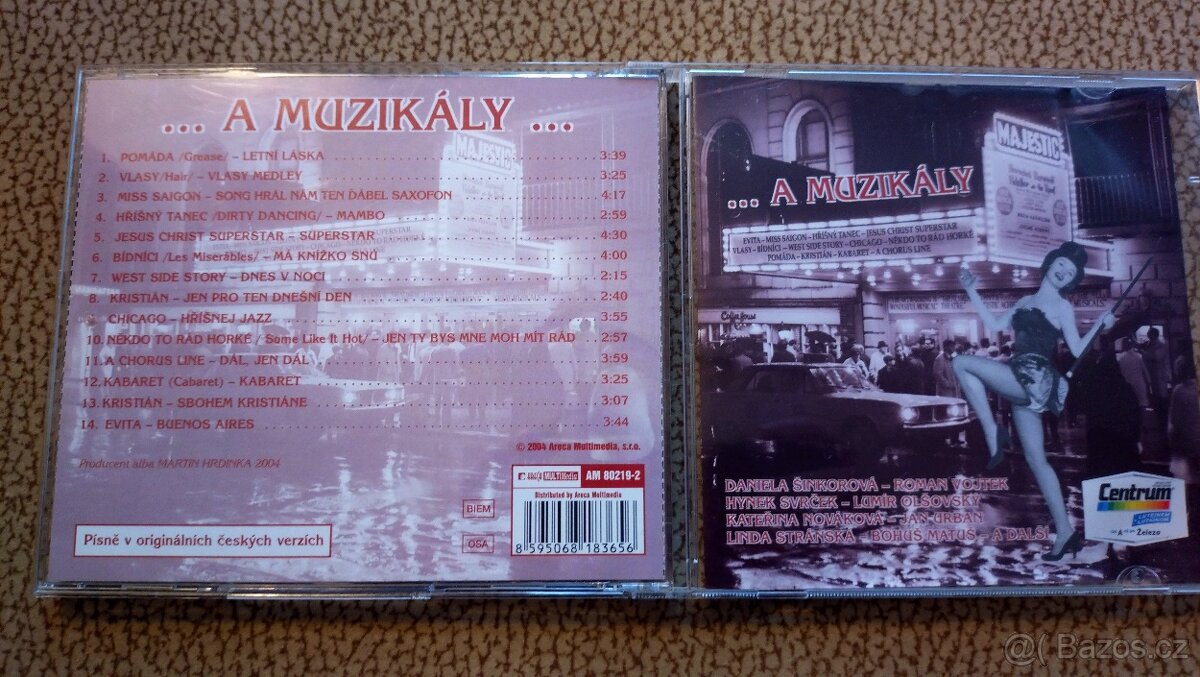 ... A MUZIKÁLY ...
1. POMÁDA /Grease/ – LETNÍ LÁSKA 3:39
2. VLASY/Hair/ – VLASY MEDLEY 3:25
3. MISS SAIGON – SONG HRÁL NÁM TEN ĎÁBEL SAXOFON 4:17
4. HŘÍŠNÝ TANEC /DIRTY DANCING/ – MAMBO 2:59
5. JESUS CHRIST SUPERSTAR – SUPERSTAR 4:30
6. BÍDNÍCI /Les Miserâbles/ – MÁ KNÍŽKO SNŮ 4:00
7. WEST SIDE STORY – DNES V NOCI 2:15
8. KRISTIÁN – JEN PRO TEN DNEŠNÍ DEN 2:40
9. CHICAGO – HŘÍŠNEJ JAZZ 3:55
10. NĚKDO TO RÁD HORKÉ / Some Like It Hot/ – JEN TY BYS MNE MOH MÍT RÁD 2:57
11. A CHORUS LINE – DÁL, JEN DÁL 3:59
12. KABARET (Cabaret) – KABARET 3:25
13. KRISTIÁN – SBOHEM KRISTIÁNE 3:07
14. EVITA – BUENOS AIRES 3:44
© 2004 Areca Multimedia, s.r.o.
Producent alba MARTIN HRDINKA 2004
MULTIMedia AM 80219-2
Distributed by Areca Multimedia
BIEM
OSA
8 595068 183656
Písně v originálních českých verzích
MAJESTIC
... A MUZIKÁLY
EVITA - MISS SAIGON - HŘÍŠNÝ TANEC - JESUS CHRIST SUPERSTAR
VLASY - BÍDNÍCI - WEST SIDE STORY - CHICAGO - NĚKDO TO RÁD HORKÉ
POMÁDA - KRISTIÁN - KABARET - A CHORUS LINE
DANIELA ŠINKOROVÁ – ROMAN VOJTEK
HYNEK SVRČEK – LUMÍR OLŠOVSKÝ
KATEŘINA NOVÁKOVÁ – JAN URBAN
LINDA STRÁNSKÁ – BOHUŠ MATUŠ – A DALŠÍ
Centrum
Železo
Bazos.cz